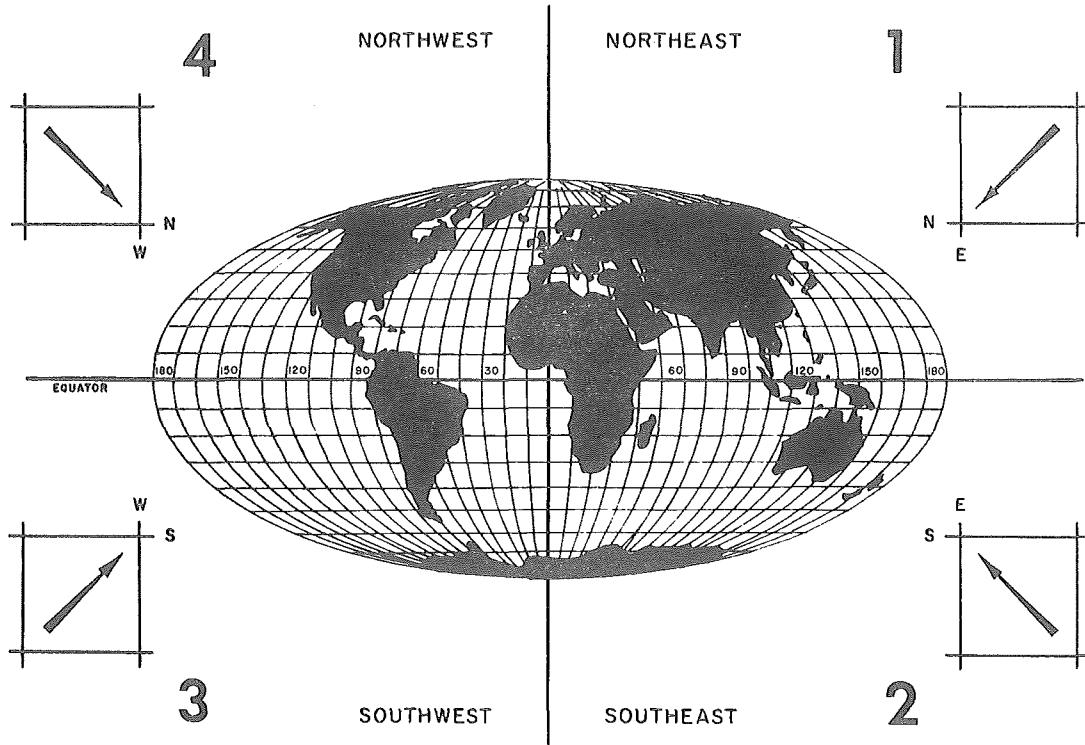 4 NORTHWEST NORTHEAST 1
N N
W E
180 150 120 90 60 30 60 90 120 150 180
EQUATOR
W E
S S
3 SOUTHWEST SOUTHEAST 2